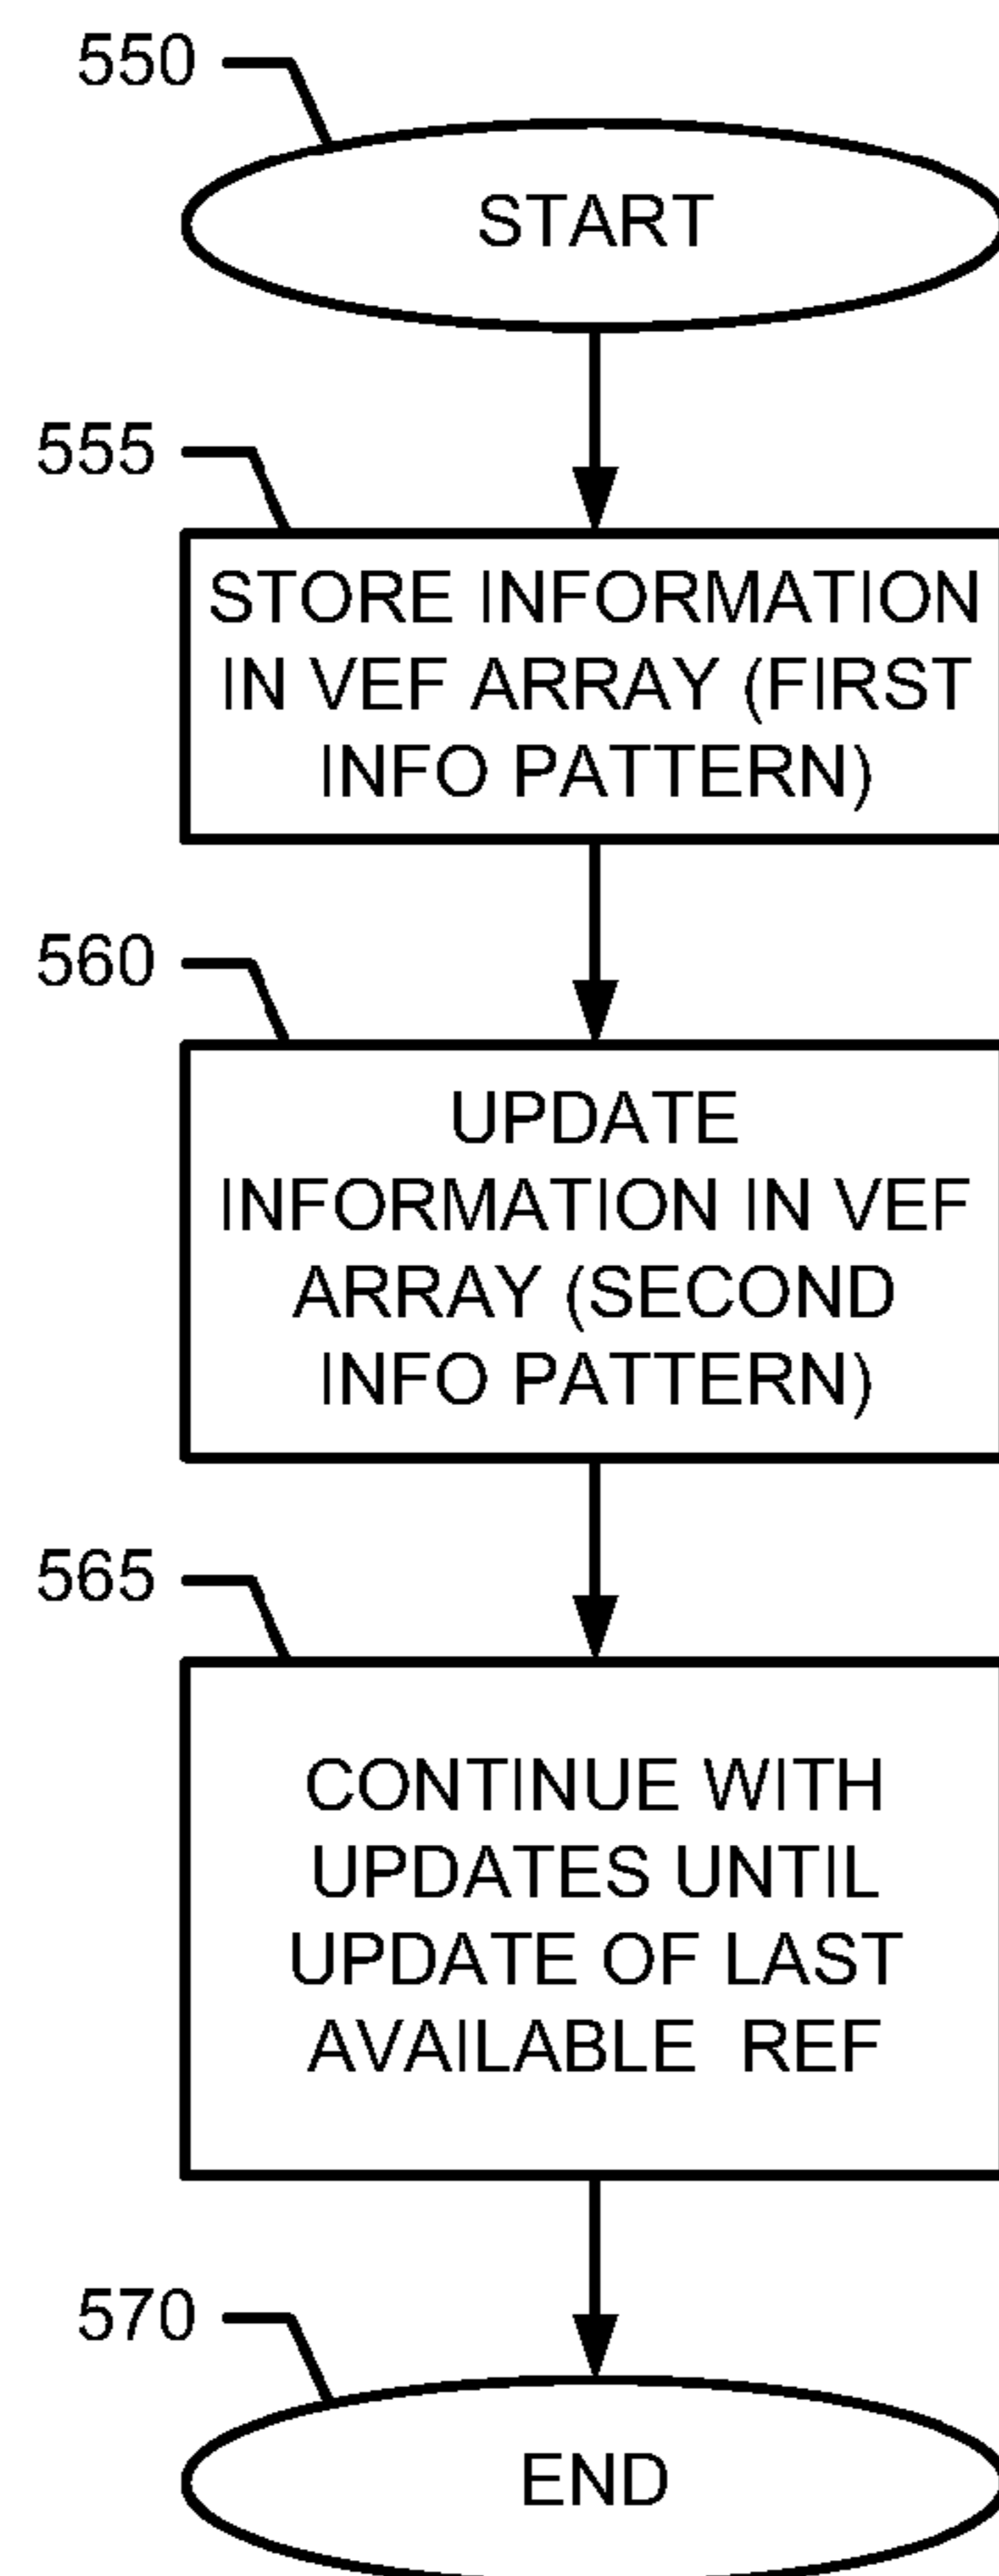 550
START
555
STORE INFORMATION
IN VEF ARRAY (FIRST
INFO PATTERN)
560
UPDATE
INFORMATION IN VEF
ARRAY (SECOND
INFO PATTERN)
565
CONTINUE WITH
UPDATES UNTIL
UPDATE OF LAST
AVAILABLE REF
570
END